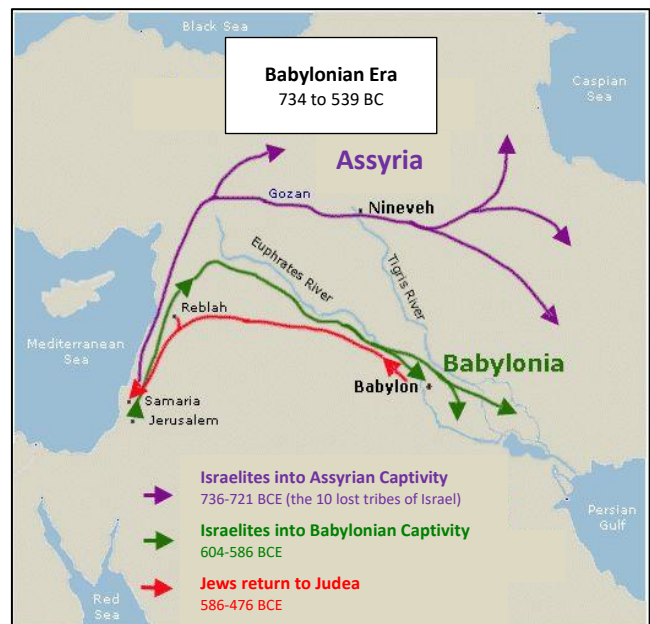 Black Sea
Babylonian Era
734 to 539 BC
Caspian
Sea
Assyria
Gozan
Nineveh
Euphrates River
Tigris River
Reblah
Mediterranean
Sea
Babylonia
Babylon
Samaria
Jerusalem
Israelites into Assyrian Captivity
736-721 BCE (the 10 lost tribes of Israel)
Israelites into Babylonian Captivity
604-586 BCE
Persian
Gulf
Jews return to Judea
586-476 BCE
Red
Sea